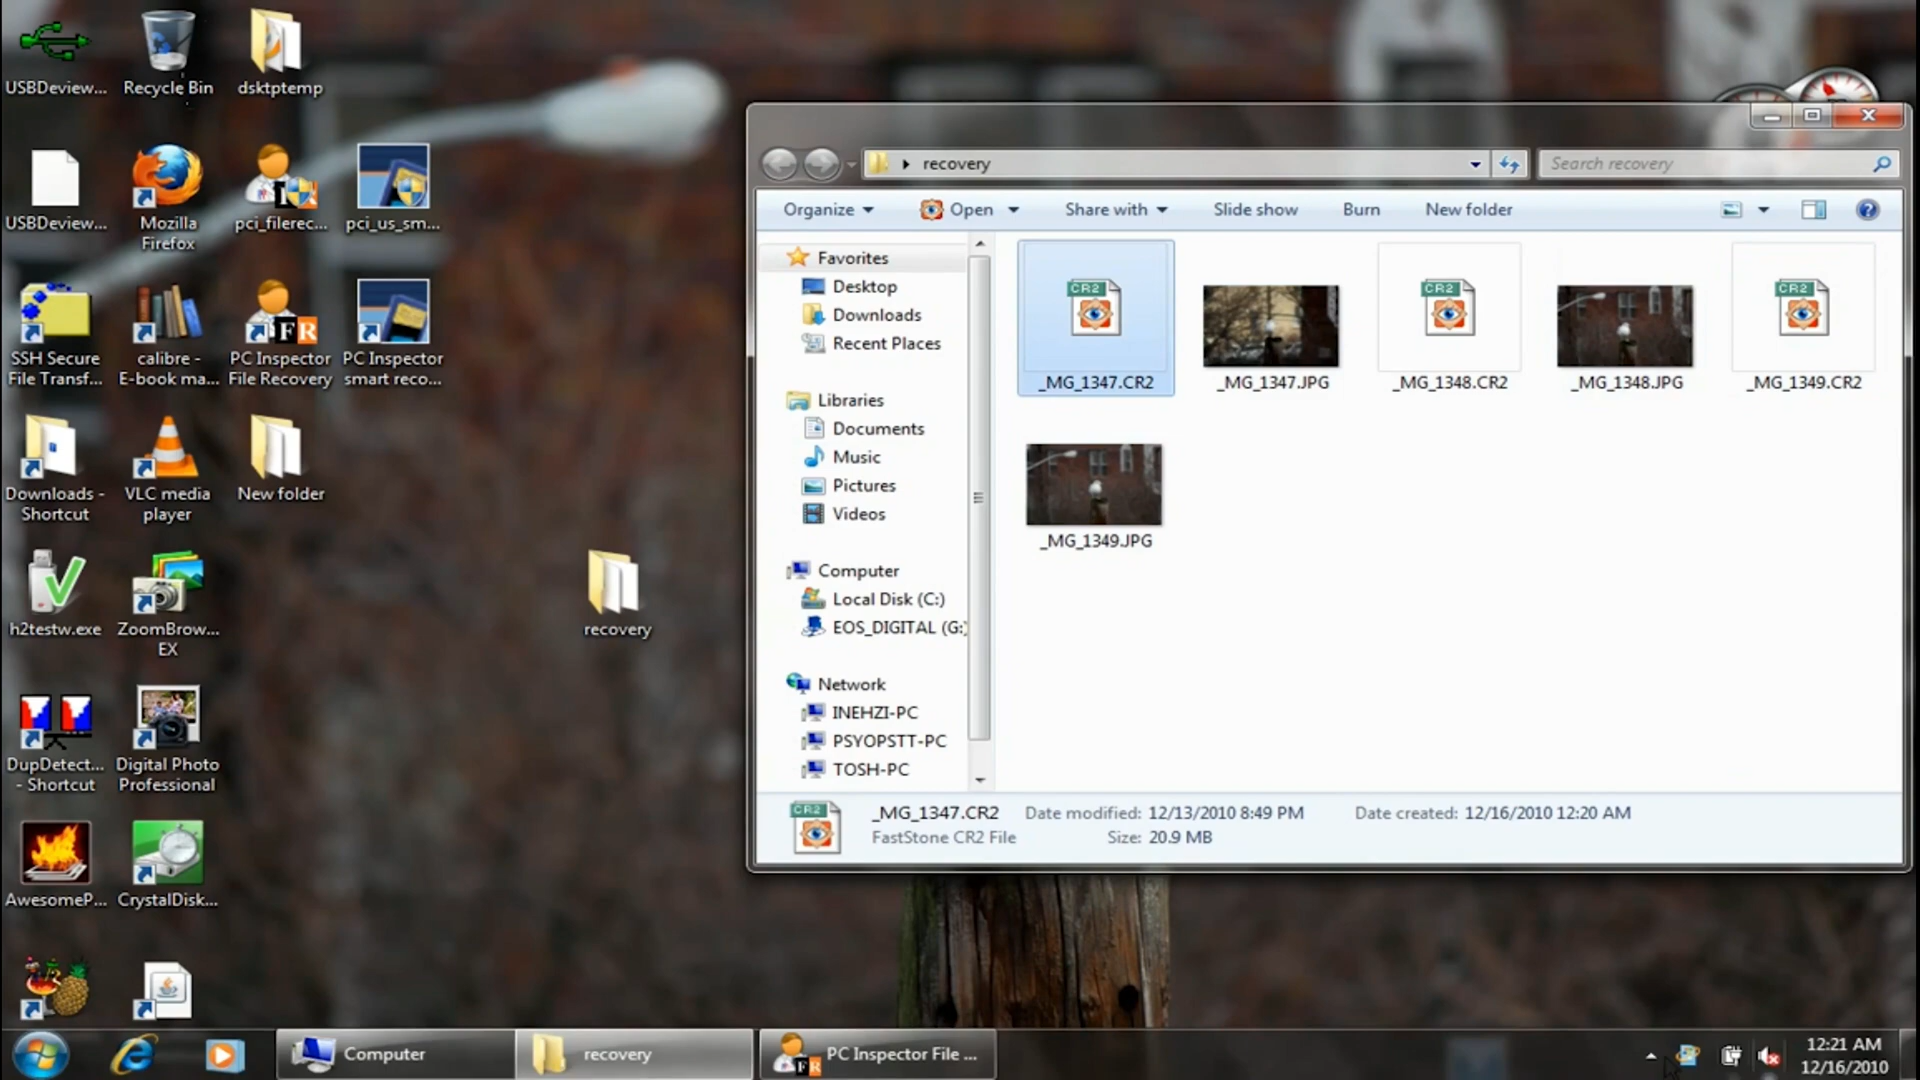 USBDeview...
Recycle Bin
dsktptemp
USBDeview...
Mozilla
Firefox
pci_filerec...
pci_us_sm...
SSH Secure
File Transf...
calibre -
E-book ma...
PC Inspector
File Recovery
PC Inspector
smart reco...
Downloads -
Shortcut
VLC media
player
New folder
h2testw.exe
ZoomBrow...
EX
recovery
DupDetect...
- Shortcut
Digital Photo
Professional
AwesomeP...
CrystalDisk...
recovery
Search recovery
Organize
Open
Share with
Slide show
Burn
New folder
Favorites
Desktop
Downloads
Recent Places
Libraries
Documents
Music
Pictures
Videos
Computer
Local Disk (C:)
EOS_DIGITAL (G:)
Network
INEHZI-PC
PSYOPSTT-PC
TOSH-PC
CR2
_MG_1347.CR2
_MG_1347.JPG
CR2
_MG_1348.CR2
_MG_1348.JPG
CR2
_MG_1349.CR2
_MG_1349.JPG
CR2
_MG_1347.CR2 Date modified: 12/13/2010 8:49 PM Date created: 12/16/2010 12:20 AM
FastStone CR2 File Size: 20.9 MB
Computer
recovery
FR
PC Inspector File ...
12:21 AM
12/16/2010